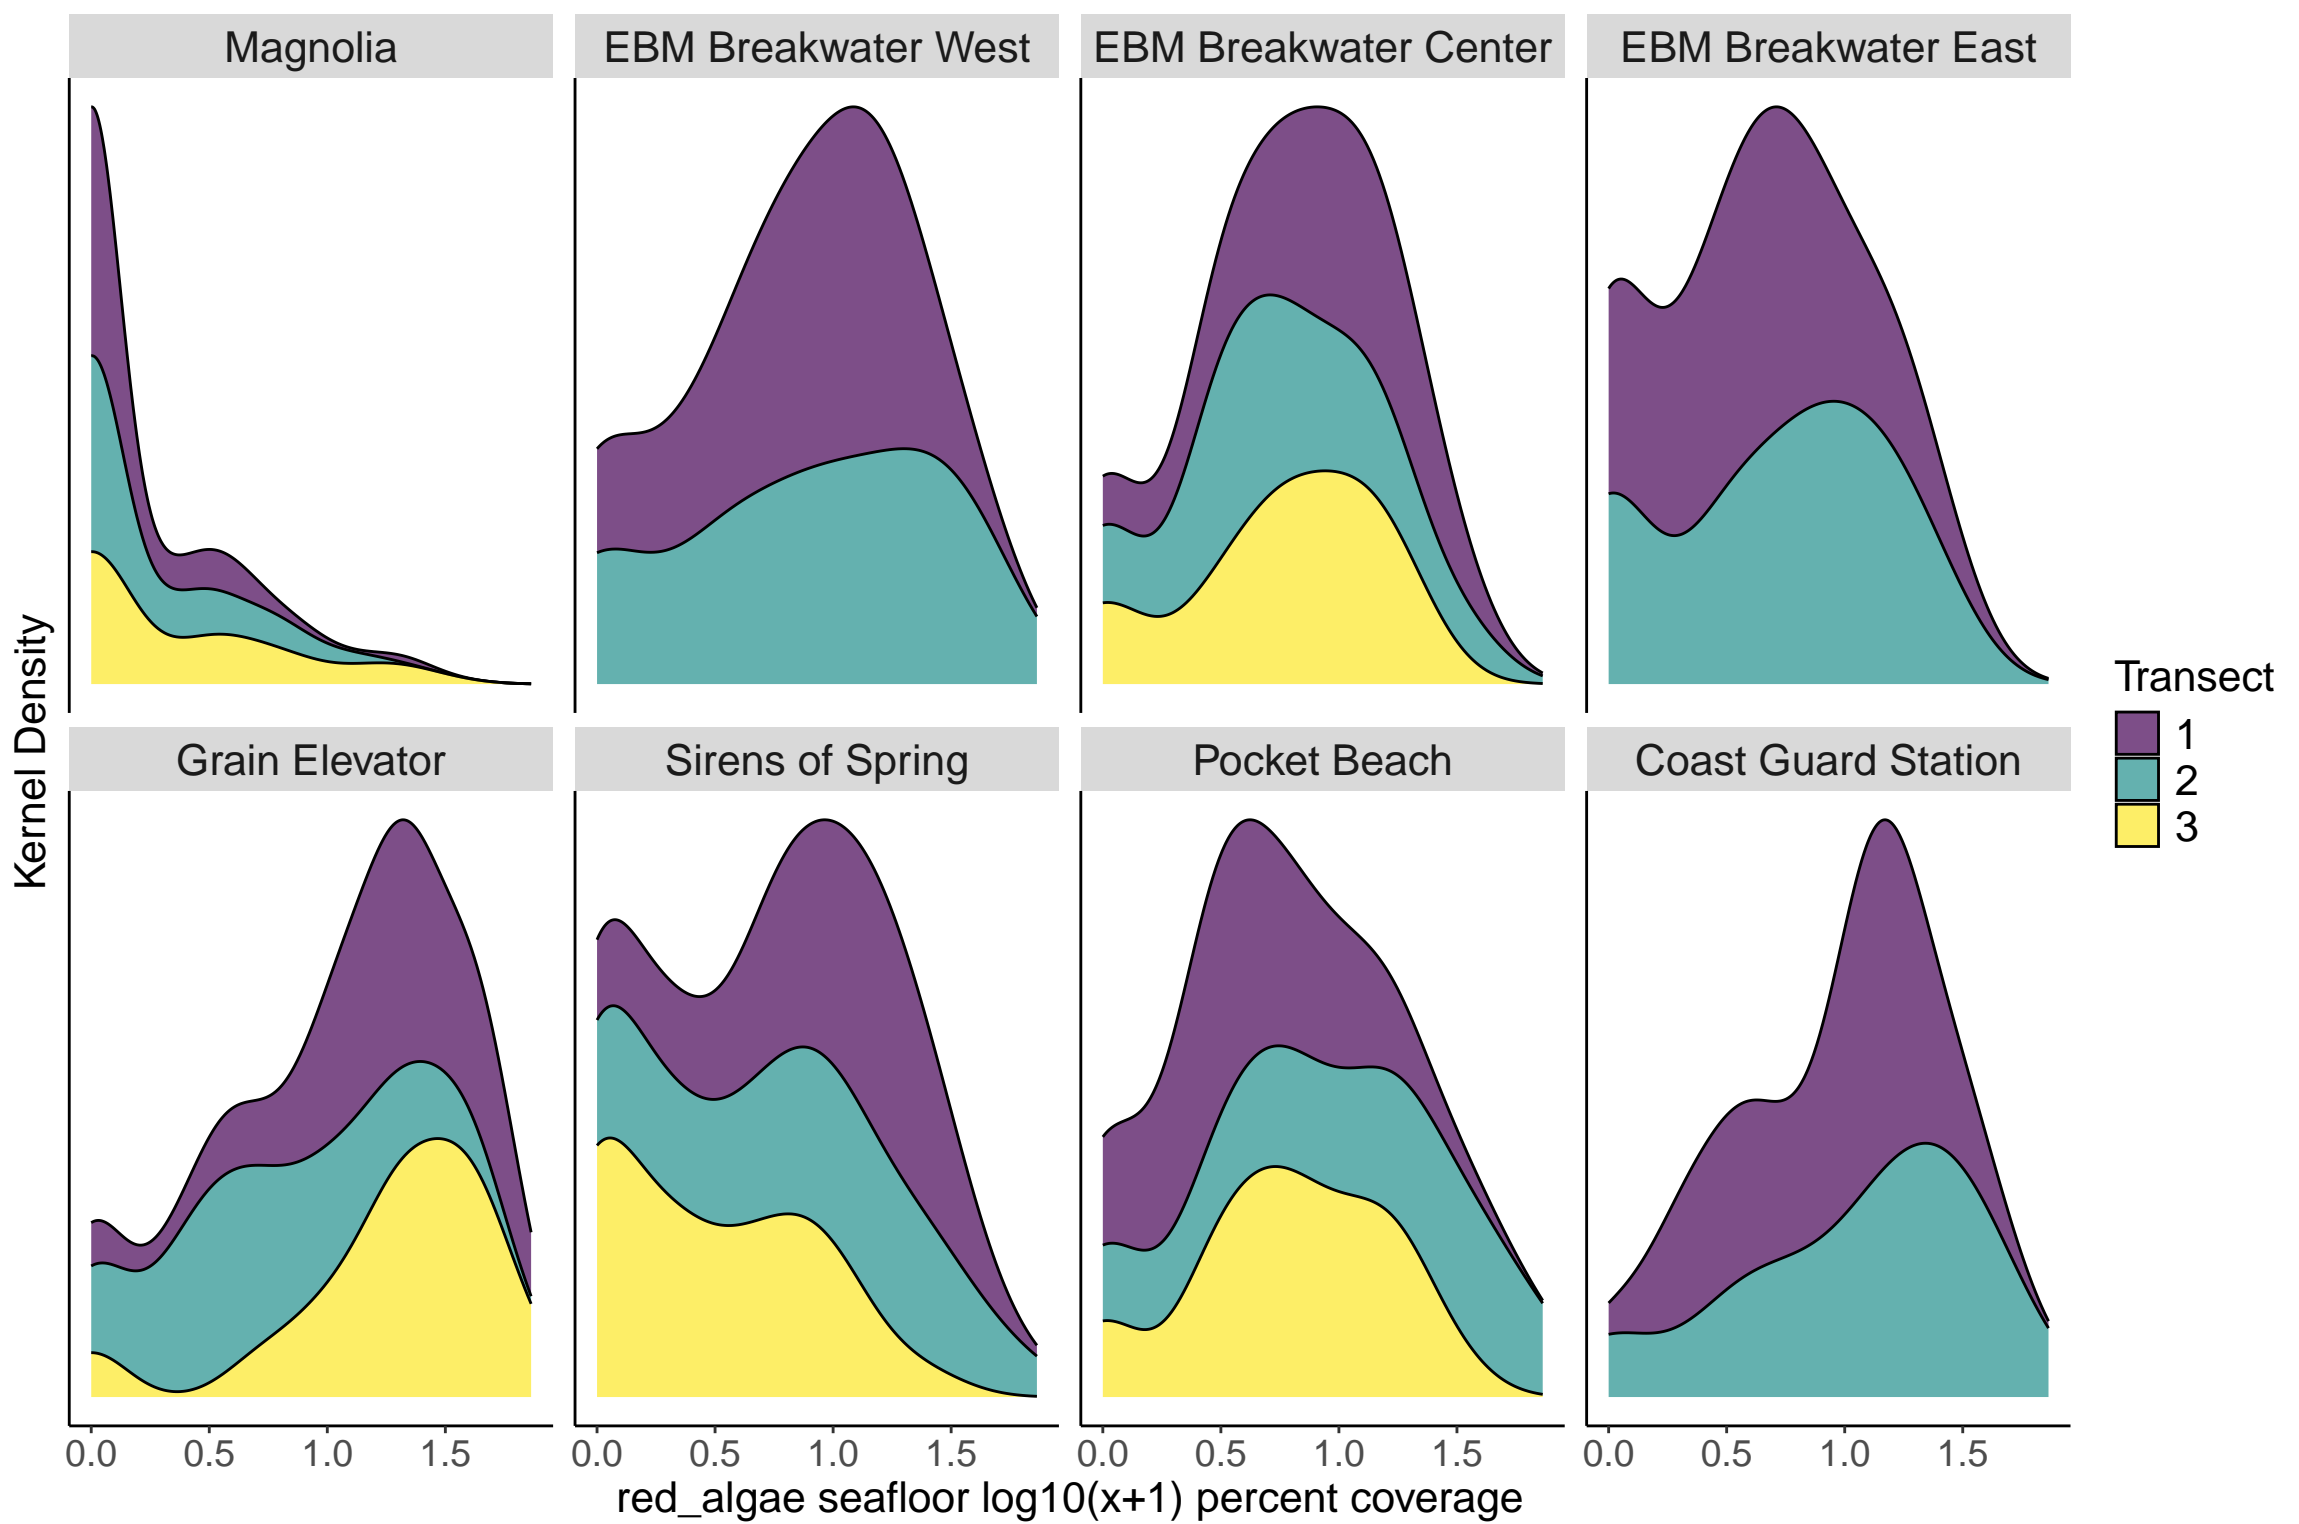 Magnolia
EBM Breakwater West
EBM Breakwater Center
EBM Breakwater East
Kernel Density
Grain Elevator
Sirens of Spring
Pocket Beach
Coast Guard Station
0.0 0.5 1.0 1.5
0.0 0.5 1.0 1.5
0.0 0.5 1.0 1.5
0.0 0.5 1.0 1.5
red_algae seafloor log10(x+1) percent coverage
Transect
1
2
3